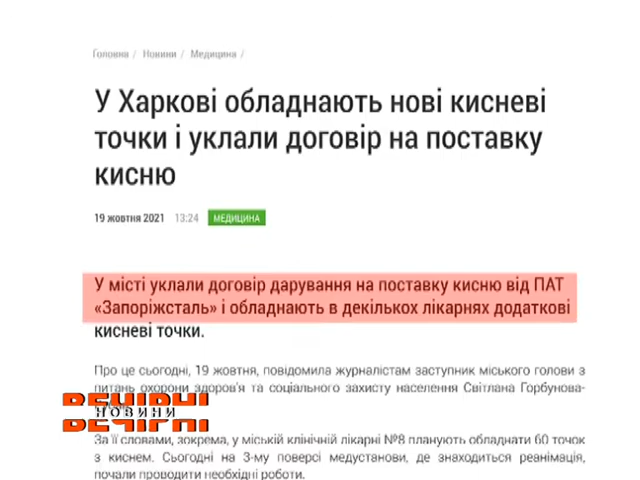 Головна / Новини / Медицина /
У Харкові обладнають нові кисневі
точки і уклали договір на поставку
кисню
19 жовтня 2021 13:24 МЕДИЦИНА
У місті уклали договір дарування на поставку кисню від ПАТ
«Запоріжсталь» і обладнають в декількох лікарнях додаткові
кисневі точки.
Про це сьогодні, 19 жовтня, повідомила журналістам заступник міського голови з
питань охорони здоров'я та соціального захисту населення Світлана Горбунова-
ВЕЧІРНІ
НОВИНИ
ВЕЧІРНІ
За її словами, зокрема, у міській клінічній лікарні №8 планують обладнати 60 точок
з киснем. Сьогодні на 3-му поверсі медустанови, де знаходиться реанімація,
почали проводити необхідні роботи.